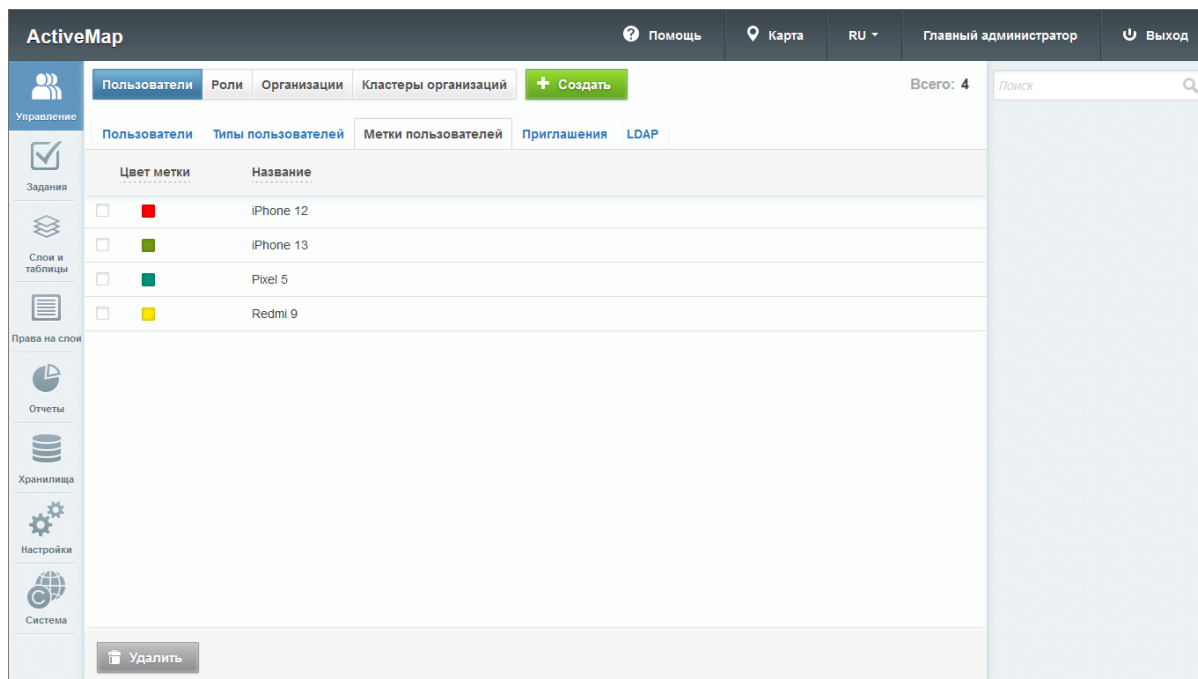 ActiveMap
Помощь
Карта
RU
Главный администратор
Выход
Управление
Задания
Слои и
таблицы
Права на слои
Отчеты
Хранилища
Настройки
Система
Пользователи Роли Организации Кластеры организаций Создать Всего: 4
Поиск
Пользователи Типы пользователей Метки пользователей Приглашения LDAP
Цвет метки Название
iPhone 12
iPhone 13
Pixel 5
Redmi 9
Удалить